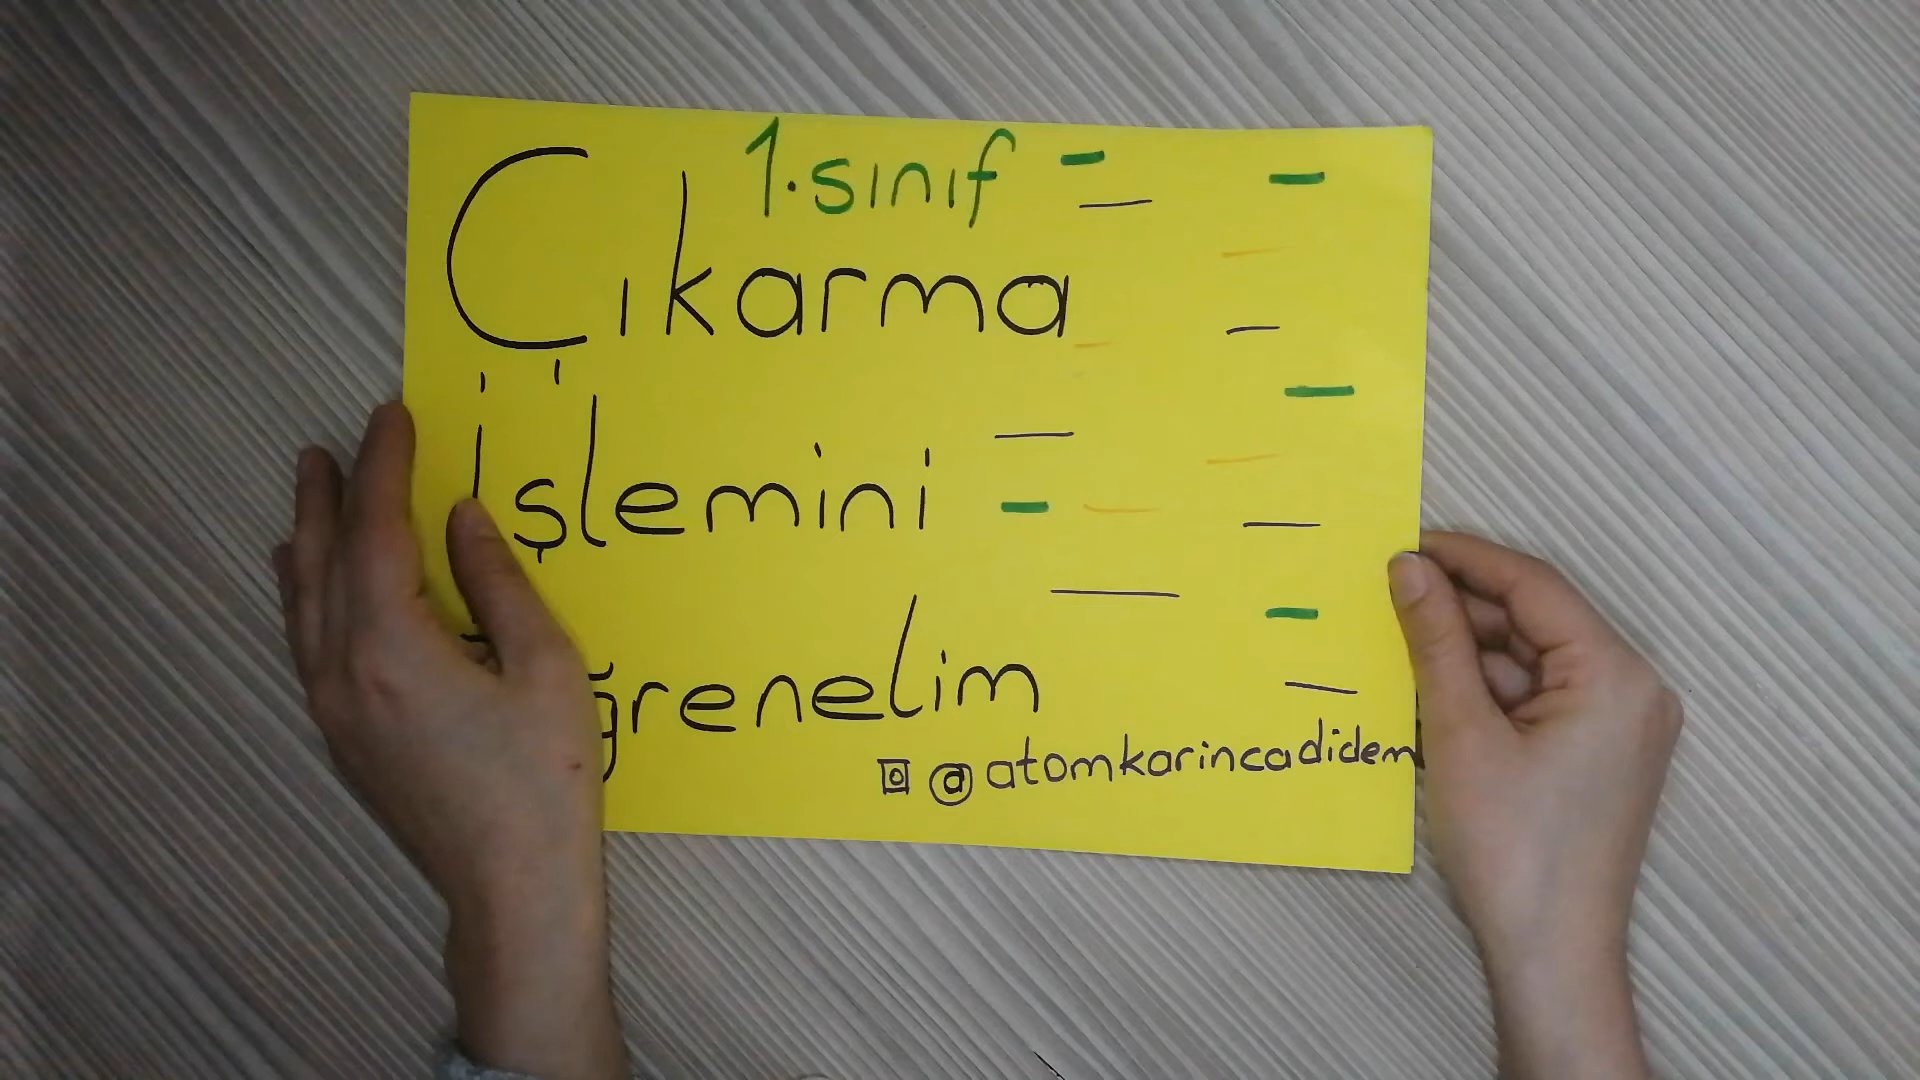 1.sınıf
Çıkarma
İşlemini
ğrenelim
@atomkarincadidem